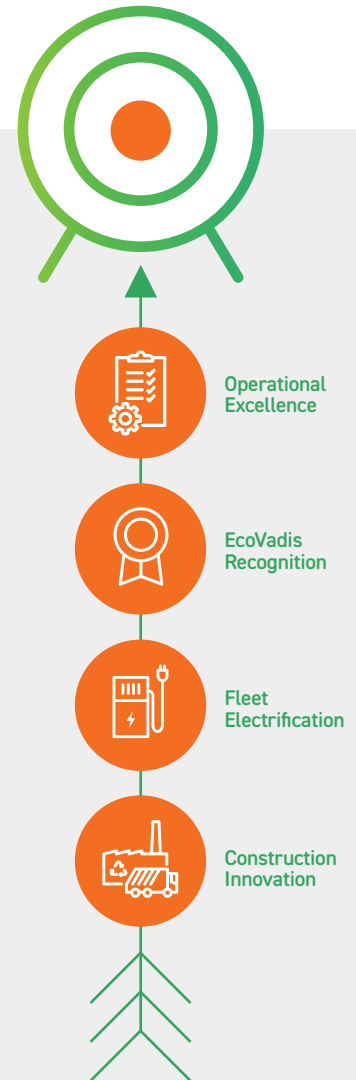 Operational
Excellence
EcoVadis
Recognition
Fleet
Electrification
Construction
Innovation